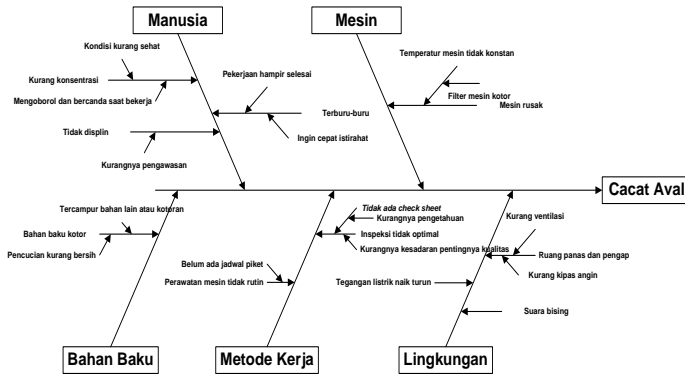 Manusia
Mesin
Kondisi kurang sehat
Temperatur mesin tidak konstan
Kurang konsentrasi
Pekerjaan hampir selesai
Mengoborol dan bercanda saat bekerja
Filter mesin kotor
Mesin rusak
Terburu-buru
Tidak displin
Ingin cepat istirahat
Kurangnya pengawasan
Cacat Aval
Tercampur bahan lain atau kotoran
Tidak ada check sheet
Kurangnya pengetahuan
Kurang ventilasi
Bahan baku kotor
Inspeksi tidak optimal
Pencucian kurang bersih
Kurangnya kesadaran pentingnya kualitas
Ruang panas dan pengap
Belum ada jadwal piket
Kurang kipas angin
Perawatan mesin tidak rutin
Tegangan listrik naik turun
Suara bising
Bahan Baku
Metode Kerja
Lingkungan